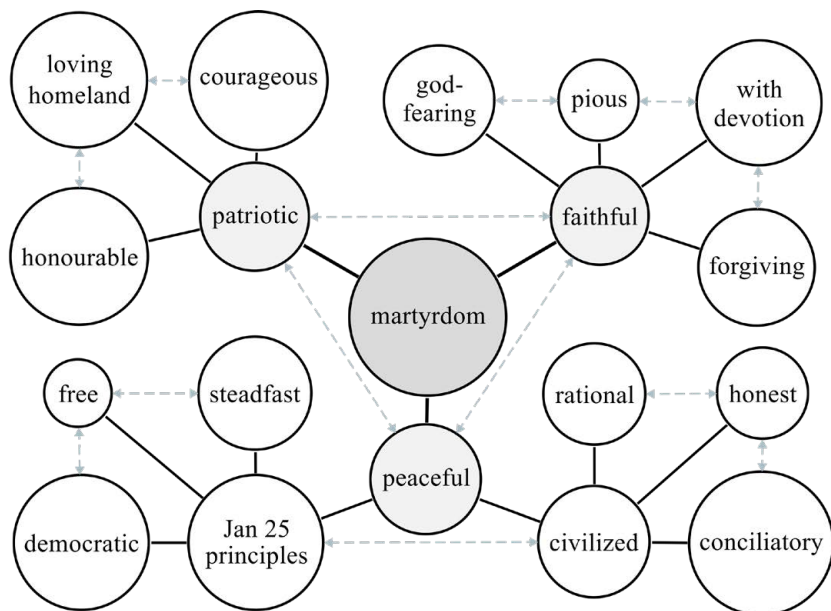 loving
homeland
courageous
god-
fearing
pious
with
devotion
patriotic
faithful
honourable
forgiving
martyrdom
free
steadfast
rational
honest
peaceful
democratic
Jan 25
principles
civilized
conciliatory